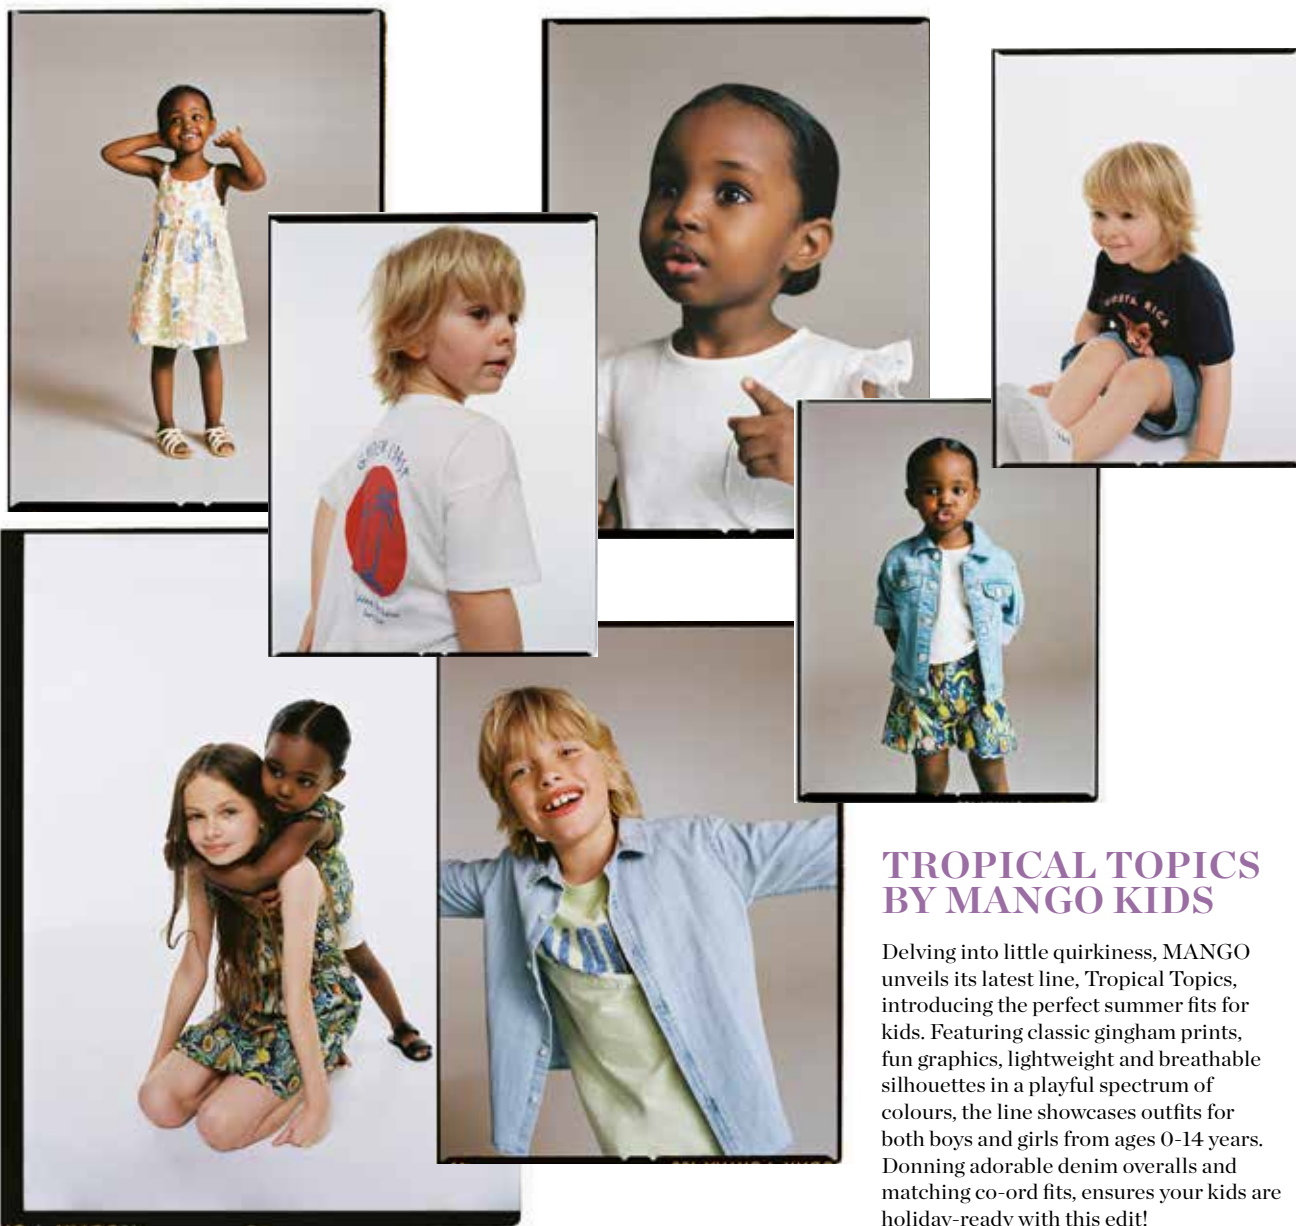 COSTA RICA
TROPICAL TOPICS
BY MANGO KIDS
Delving into little quirkiness, MANGO
unveils its latest line, Tropical Topics,
introducing the perfect summer fits for
kids. Featuring classic gingham prints,
fun graphics, lightweight and breathable
silhouettes in a playful spectrum of
colours, the line showcases outfits for
both boys and girls from ages 0-14 years.
Donning adorable denim overalls and
matching co-ord fits, ensures your kids are
holiday-ready with this edit!